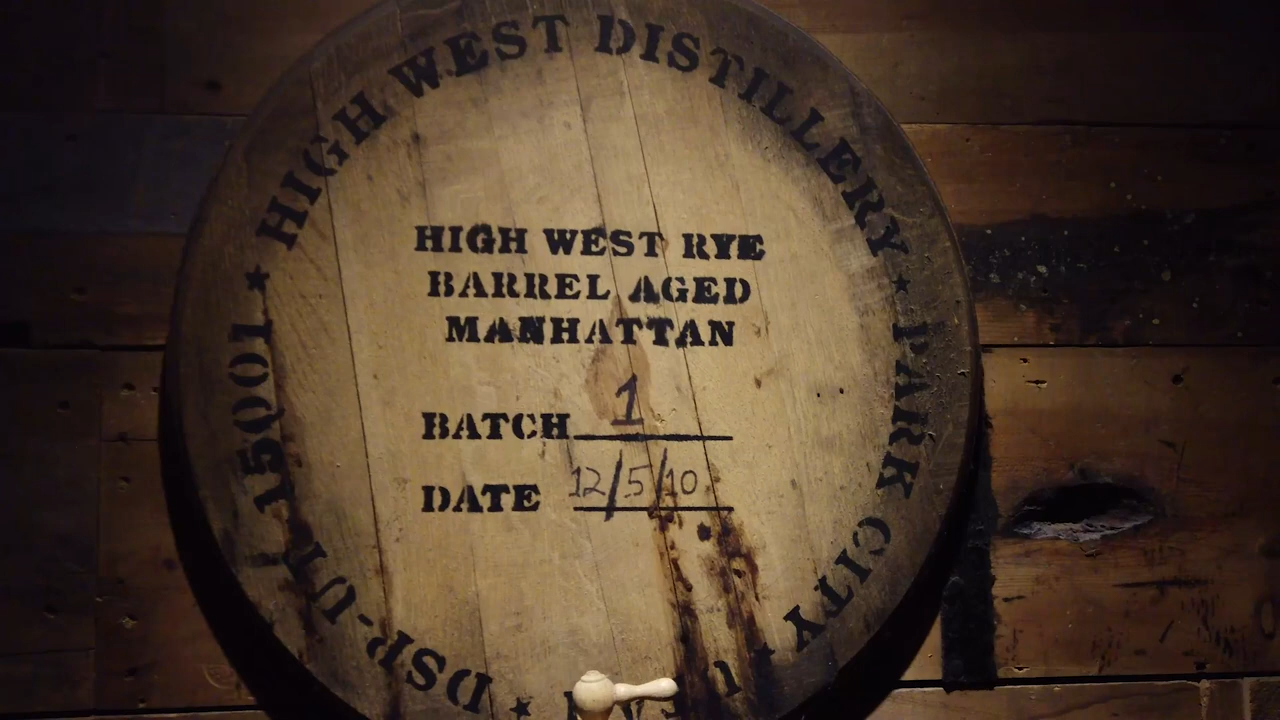 HIGH WEST DISTILLERY ★ PARK CITY ★
DSP-UT-15001 ★
HIGH WEST RYE
BARREL AGED
MANHATTAN
BATCH 1
DATE 12/5/10